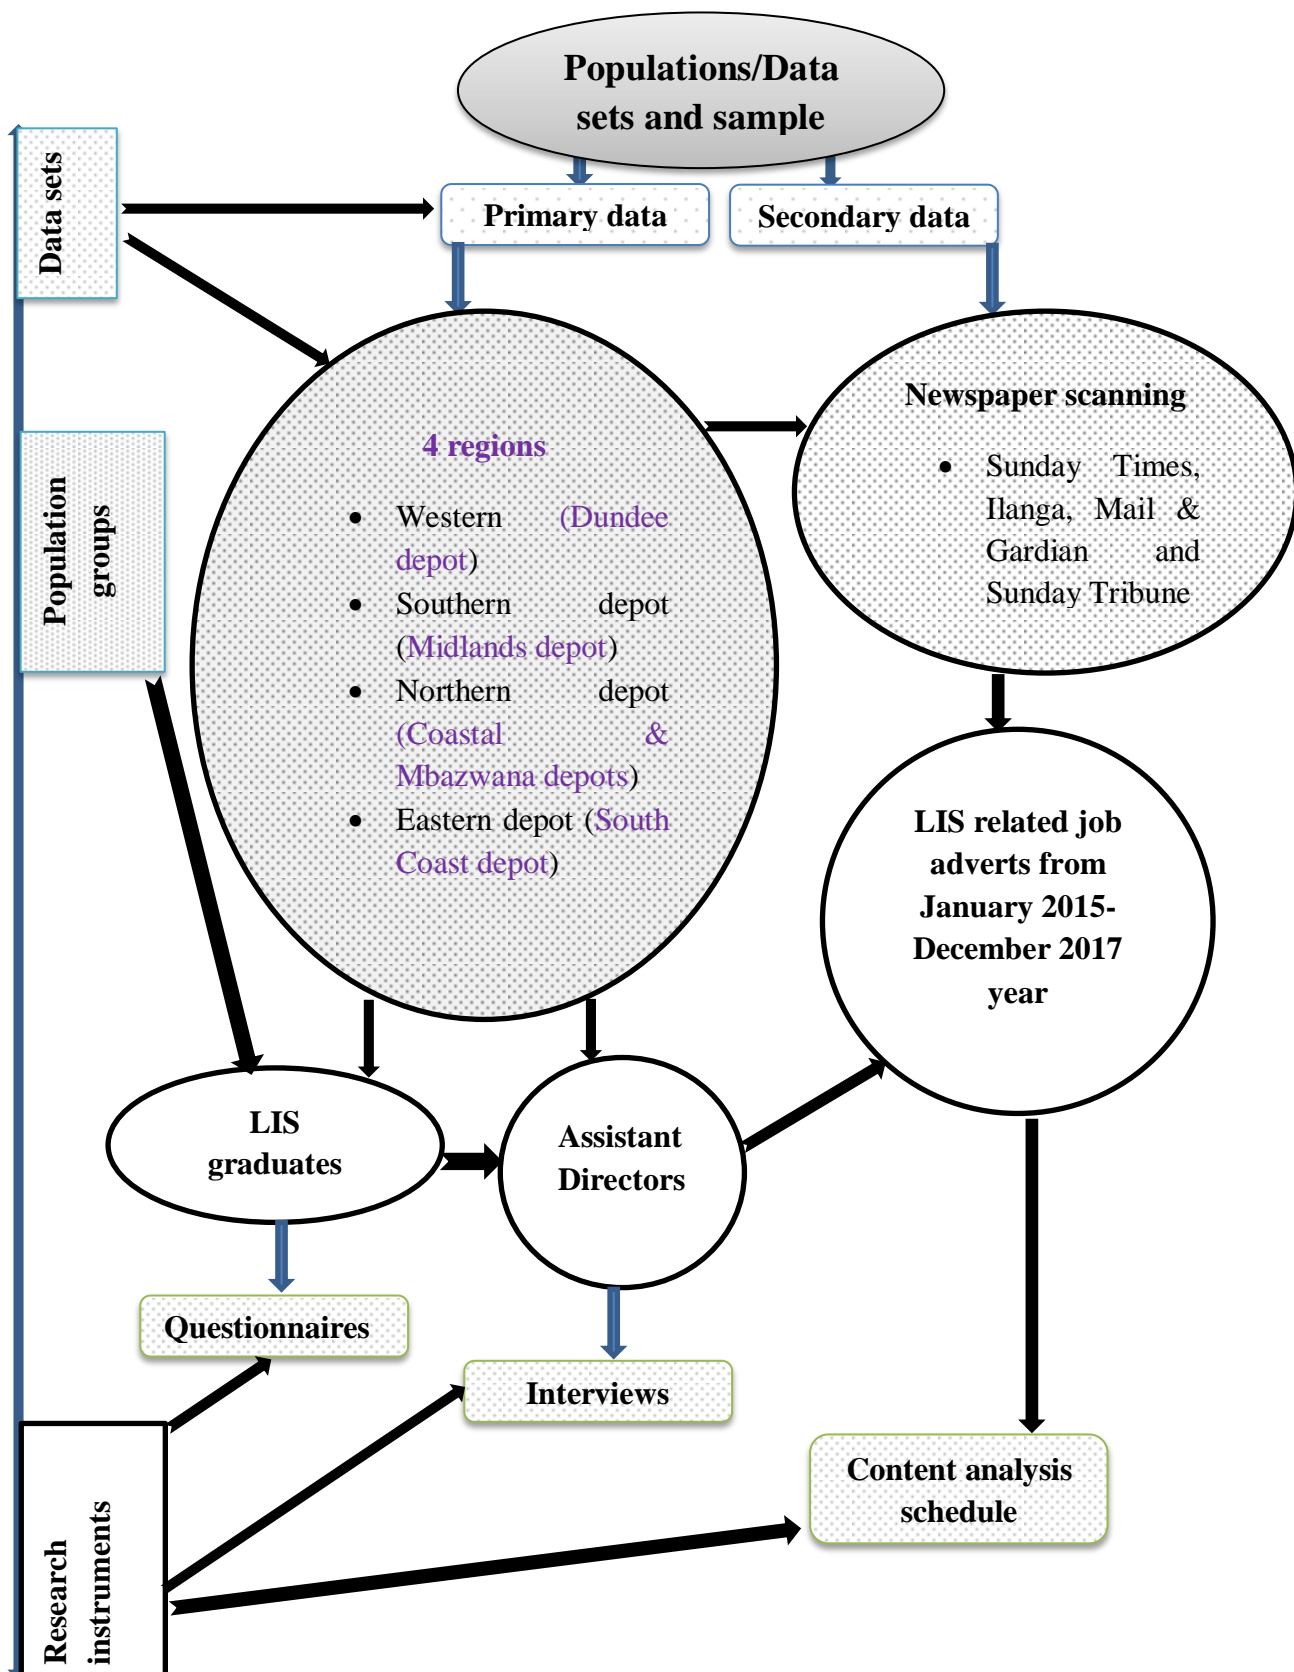 Populations/Data
sets and sample
Data sets
Primary data
Secondary data
4 regions
• Western (Dundee
depot)
• Southern depot
(Midlands depot)
• Northern depot
(Coastal &
Mbazwana depots)
• Eastern depot (South
Coast depot)
Newspaper scanning
• Sunday Times,
Ilanga, Mail &
Gardian and
Sunday Tribune
Population
groups
LIS related job
adverts from
January 2015-
December 2017
year
LIS
graduates
Assistant
Directors
Questionnaires
Interviews
Content analysis
schedule
Research
instruments